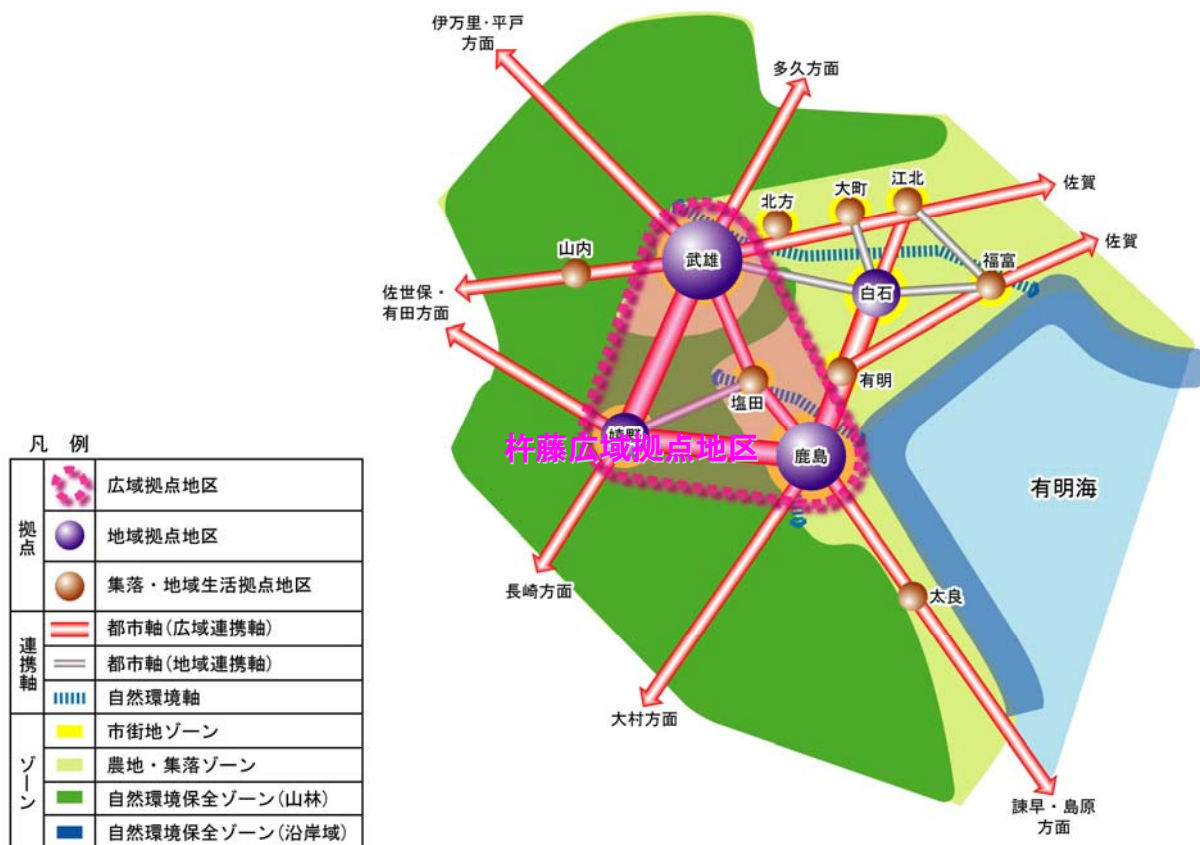 伊万里・平戸
方面
多久方面
佐賀
江北
大町
北方
佐賀
山内
武雄
福富
白石
佐世保・
有田方面
有明
塩田
嬉野
杵藤広域拠点地区
鹿島
有明海
長崎方面
太良
大村方面
諫早・島原
方面
凡 例
拠点
広域拠点地区
地域拠点地区
集落・地域生活拠点地区
連携軸
都市軸(広域連携軸)
都市軸(地域連携軸)
自然環境軸
ゾーン
市街地ゾーン
農地・集落ゾーン
自然環境保全ゾーン(山林)
自然環境保全ゾーン(沿岸域)